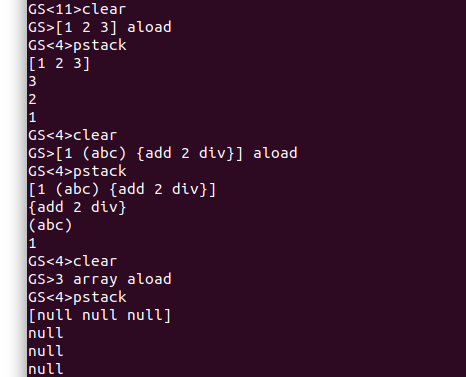 GS<11>clear
GS>[1 2 3] aload
GS<4>pstack
[1 2 3]
3
2
1
GS<4>clear
GS>[1 (abc) {add 2 div}] aload
GS<4>pstack
[1 (abc) {add 2 div}]
{add 2 div}
(abc)
1
GS<4>clear
GS>3 array aload
GS<4>pstack
[null null null]
null
null
null